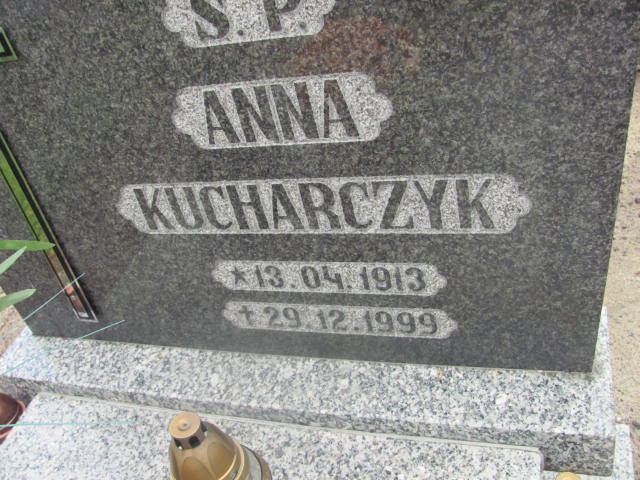 S.P.
ANNA
KUCHARCZYK
* 13.04.1913
† 29.12.1999